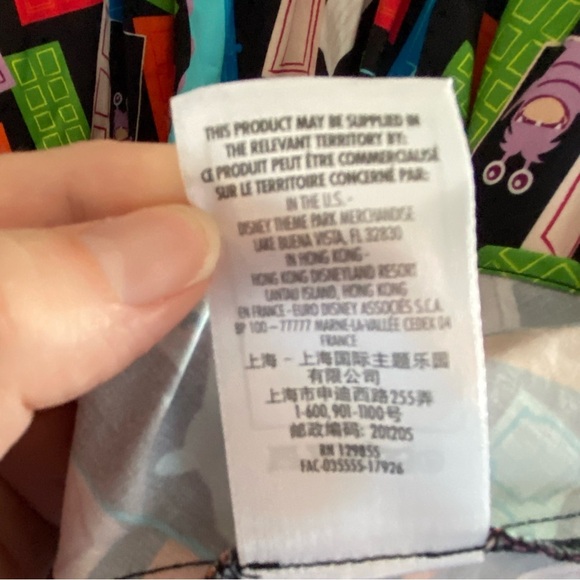 THIS PRODUCT MAY BE SUPPLIED IN
THE RELEVANT TERRITORY BY:
CE PRODUIT PEUT ÊTRE COMMERCIALISÉ
SUR LE TERRITOIRE CONCERNÉ PAR:
IN THE U.S. -
DISNEY THEME PARK MERCHANDISE
LAKE BUENA VISTA, FL 32830
IN HONG KONG -
HONG KONG DISNEYLAND RESORT
LANTAU ISLAND, HONG KONG
EN FRANCE - EURO DISNEY ASSOCIÉS S.C.A.
BP 100 - 77777 MARNE-LA-VALLÉE CEDEX 04
FRANCE
上海 - 上海国际主题乐园
有限公司
上海市申迪西路255弄
1-600, 901-1100号
邮政编码: 201205
RN 129855
FAC-035555-17926